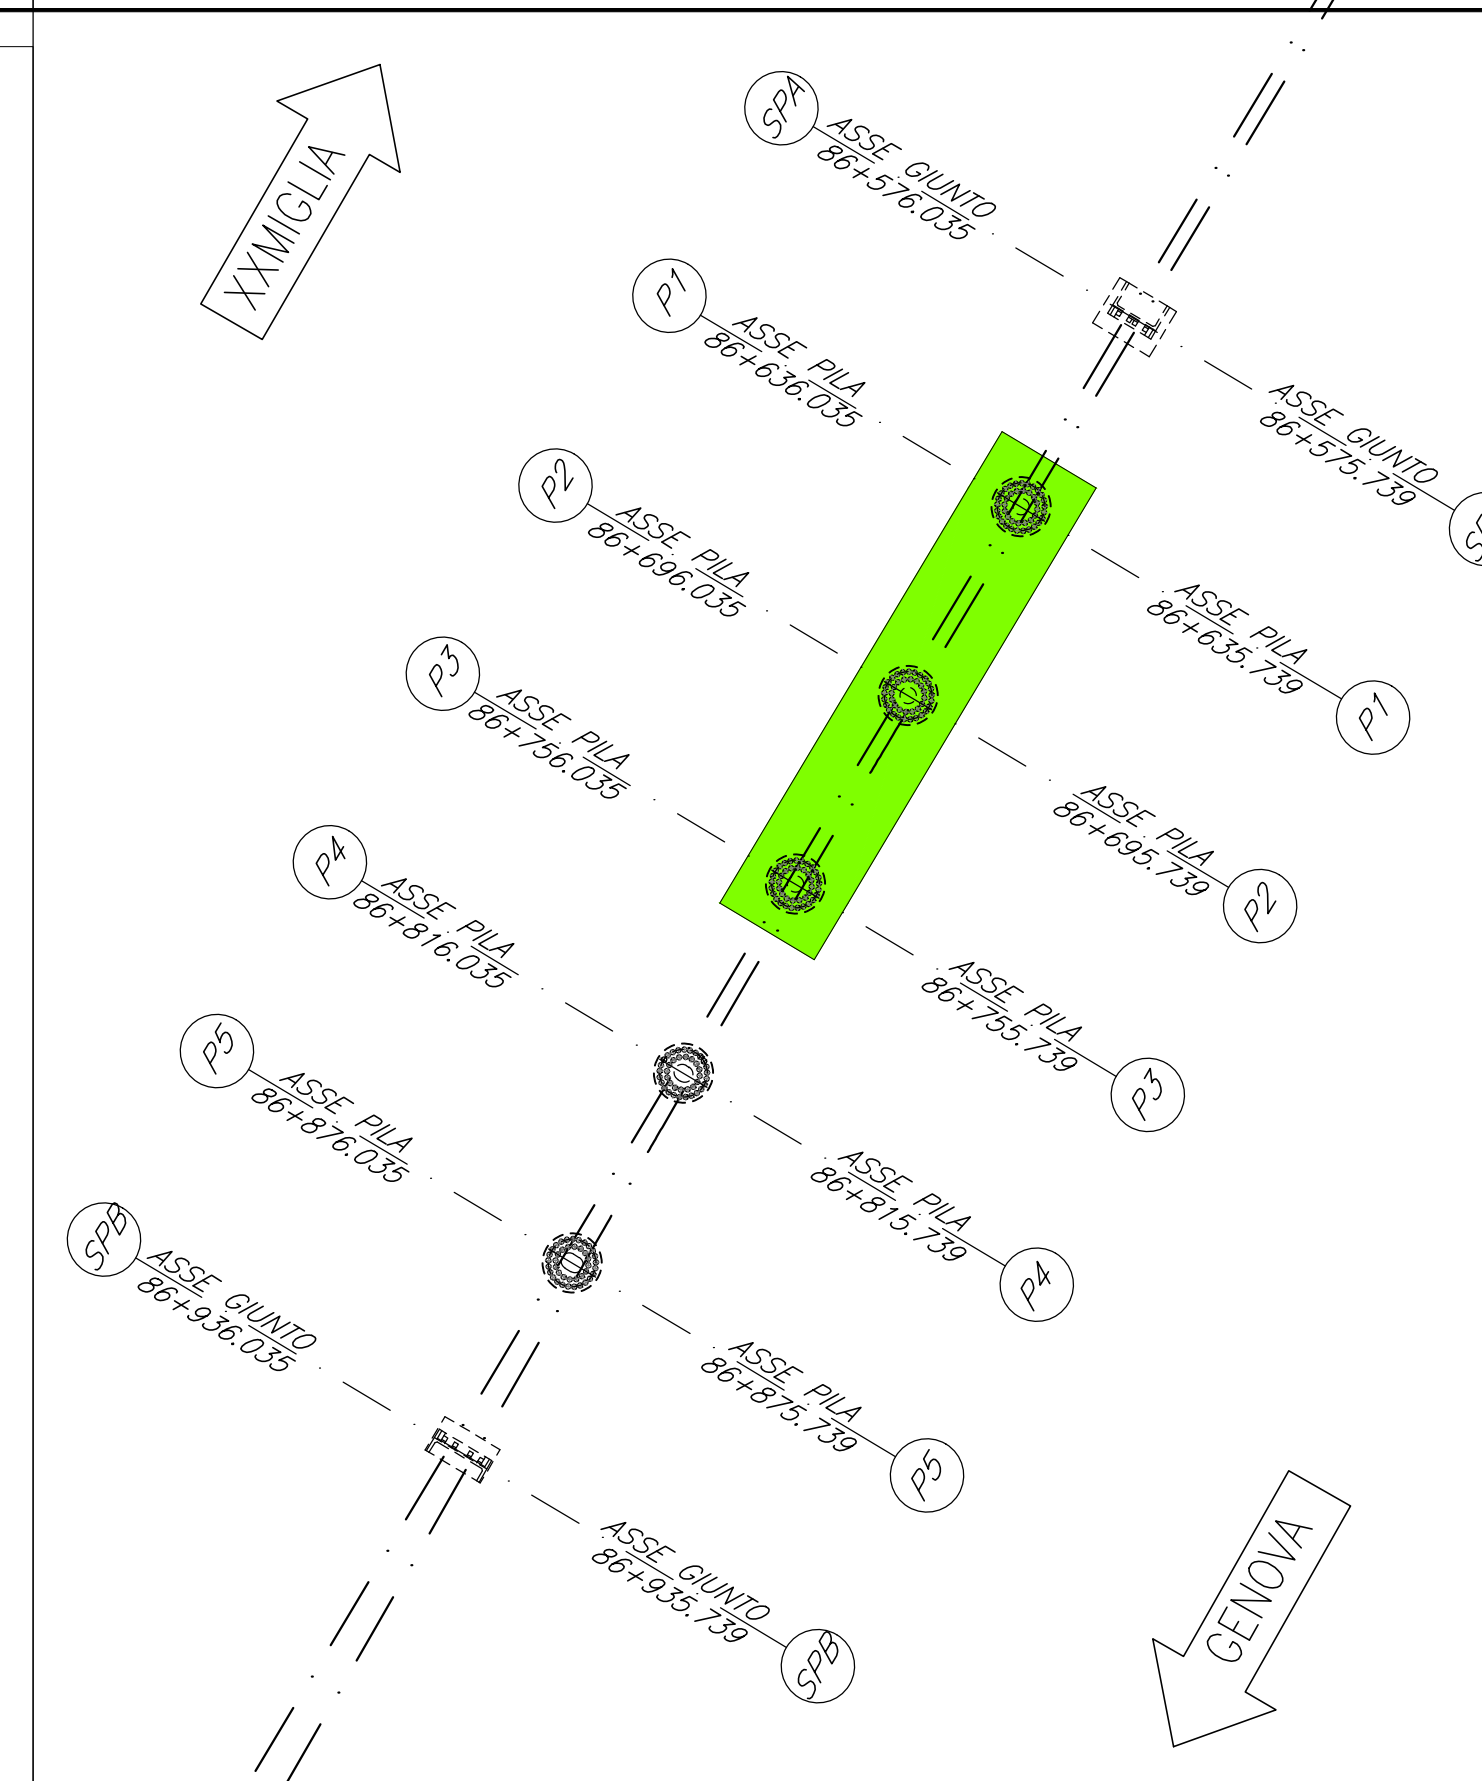 XXMIGLIA
SPA
ASSE GIUNTO
86+576.035
P1
ASSE PILA
86+636.035
P2
ASSE PILA
86+696.035
P3
ASSE PILA
86+756.035
P4
ASSE PILA
86+816.035
P5
ASSE PILA
86+876.035
SPB
ASSE GIUNTO
86+936.035
ASSE GIUNTO
86+575.739
ASSE PILA
86+635.739
P1
ASSE PILA
86+695.739
P2
ASSE PILA
86+755.739
P3
ASSE PILA
86+815.739
P4
ASSE PILA
86+875.739
P5
ASSE GIUNTO
86+935.739
SPB
GENOVA